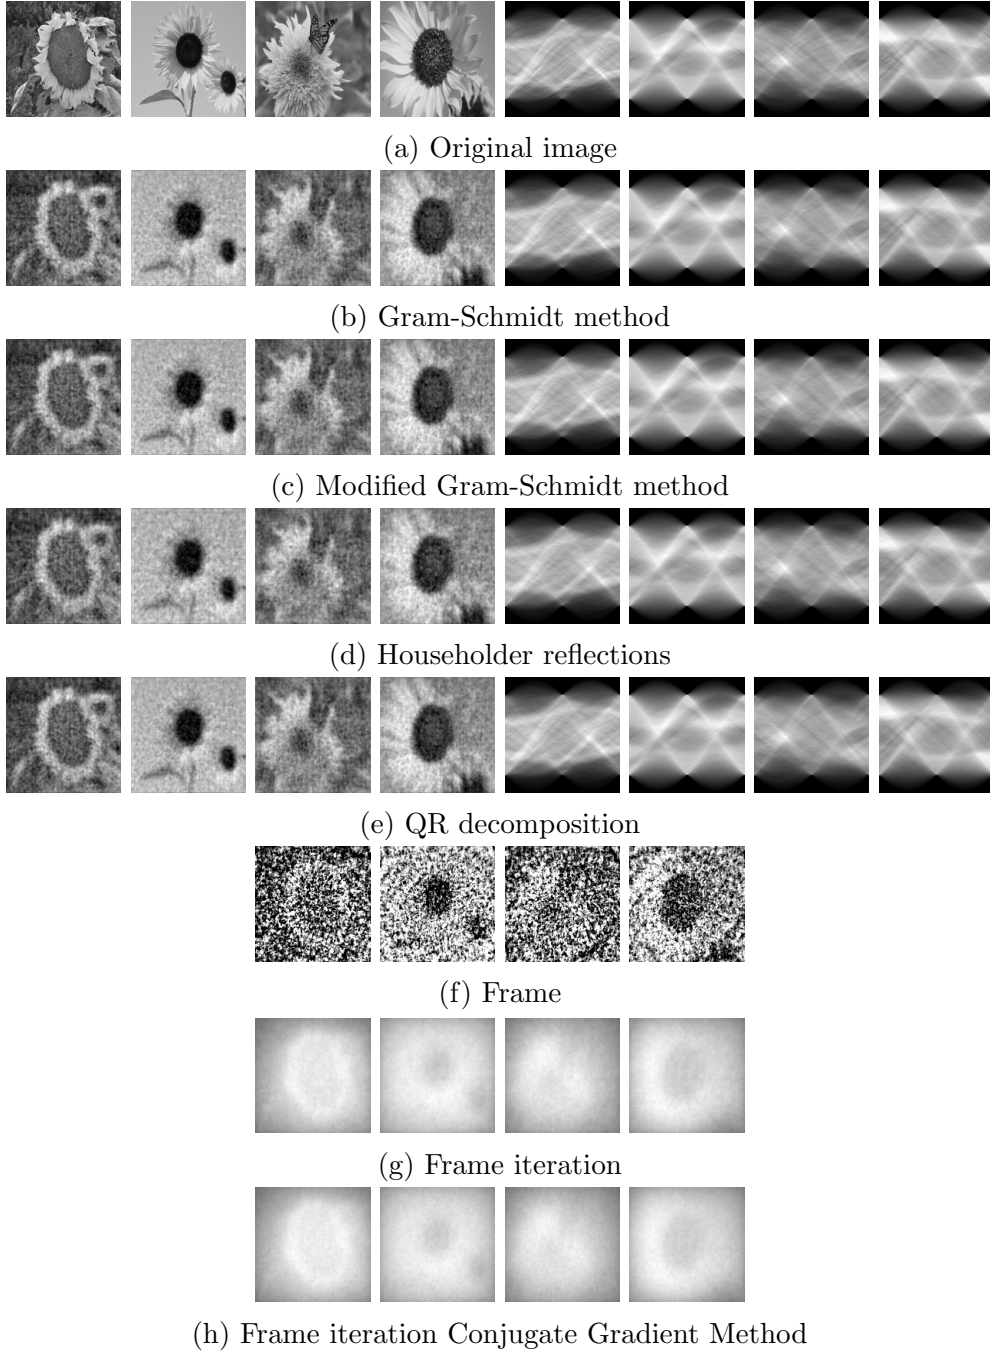 (a) Original image
(b) Gram-Schmidt method
(c) Modified Gram-Schmidt method
(d) Householder reflections
(e) QR decomposition
(f) Frame
(g) Frame iteration
(h) Frame iteration Conjugate Gradient Method